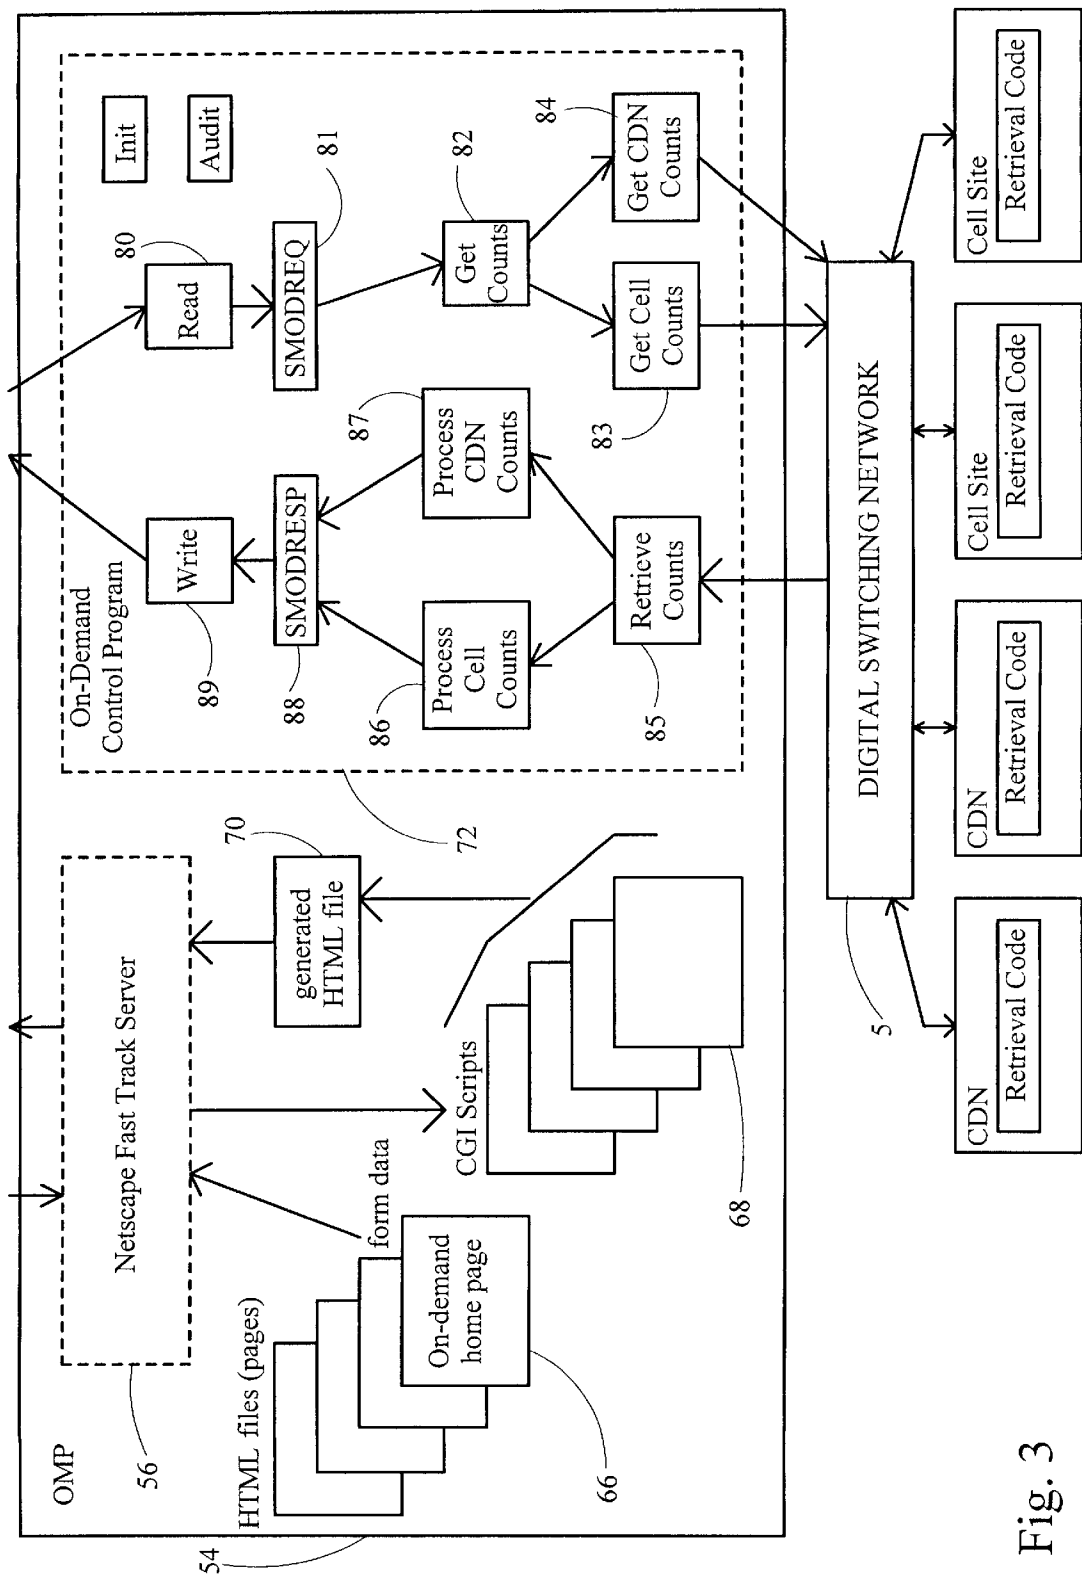 OMP
54
56
Netscape Fast Track Server
HTML files (pages)
form data
On-demand
home page
66
CGI Scripts
68
generated
HTML file
70
72
On-Demand
Control Program
Write
89
SMODRESP
88
Process
Cell
Counts
86
Process
CDN
Counts
87
Retrieve
Counts
85
Read
80
SMODREQ
81
Get
Counts
82
Get Cell
Counts
83
Get CDN
Counts
84
Init
Audit
DIGITAL SWITCHING NETWORK
5
CDN
Retrieval Code
CDN
Retrieval Code
Cell Site
Retrieval Code
Cell Site
Retrieval Code
Fig. 3